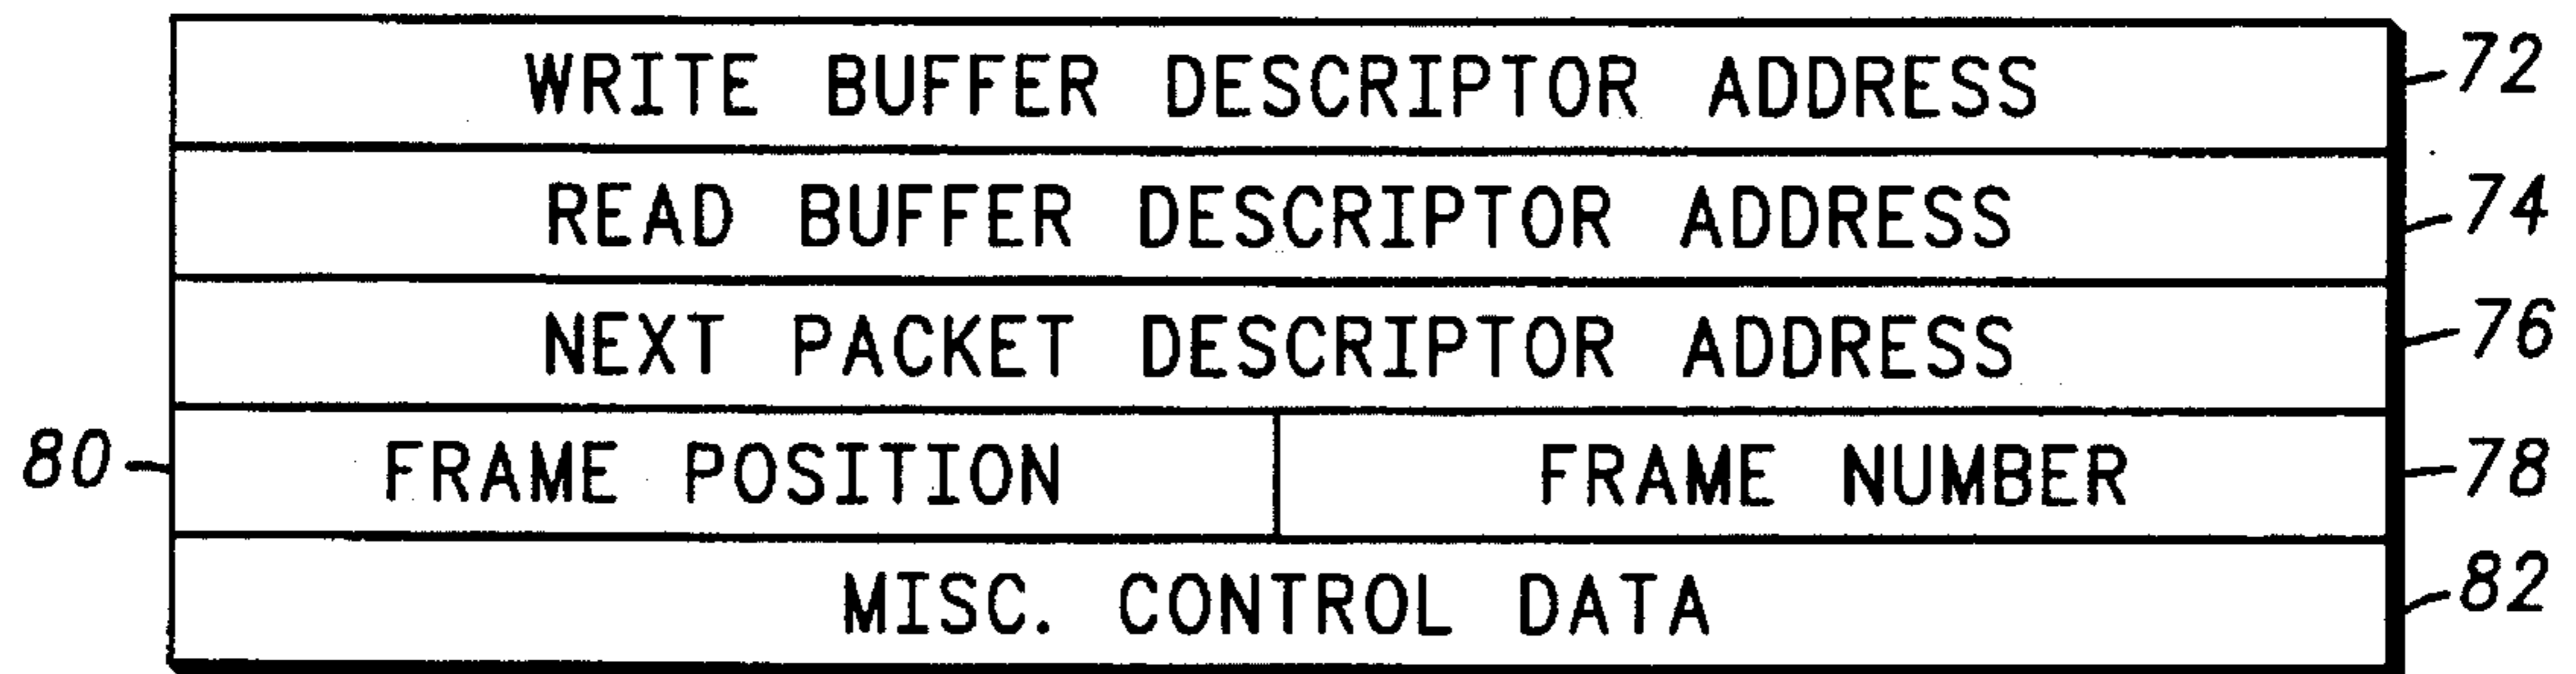 WRITE BUFFER DESCRIPTOR ADDRESS 72
READ BUFFER DESCRIPTOR ADDRESS 74
NEXT PACKET DESCRIPTOR ADDRESS 76
80 FRAME POSITION FRAME NUMBER 78
MISC. CONTROL DATA 82